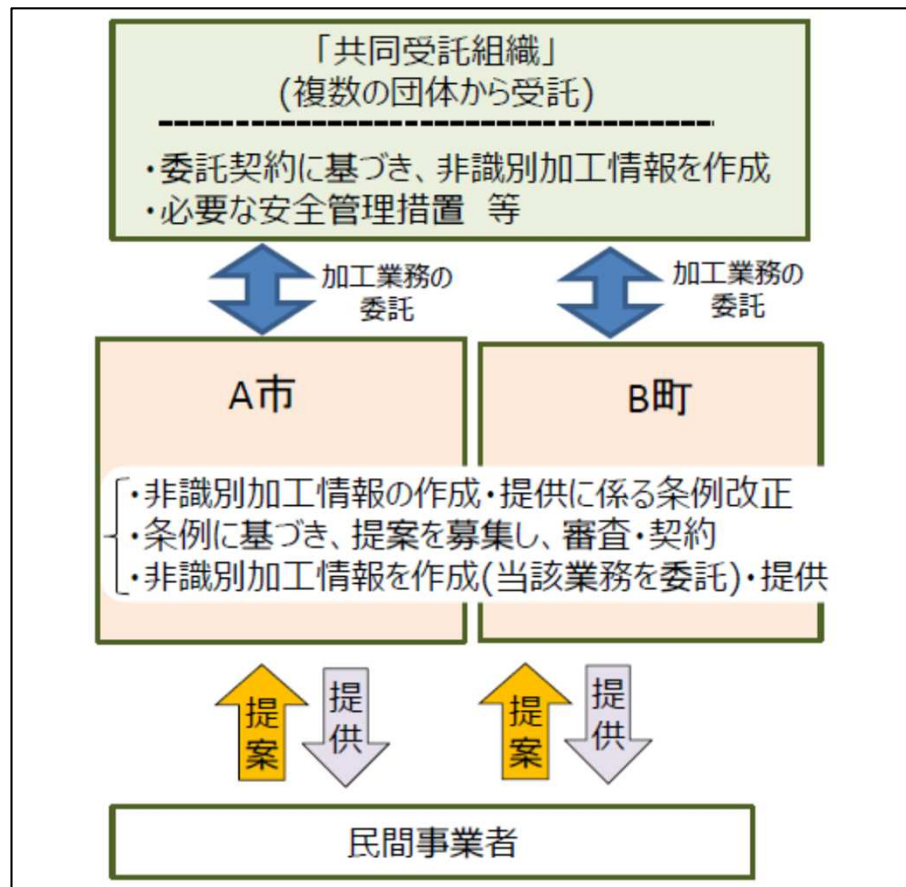 「共同受託組織」
(複数の団体から受託)
・委託契約に基づき、非識別加工情報を作成
・必要な安全管理措置 等
加工業務の
委託
加工業務の
委託
A市
B町
・非識別加工情報の作成・提供に係る条例改正
・条例に基づき、提案を募集し、審査・契約
・非識別加工情報を作成(当該業務を委託)・提供
提案
提供
提案
提供
民間事業者